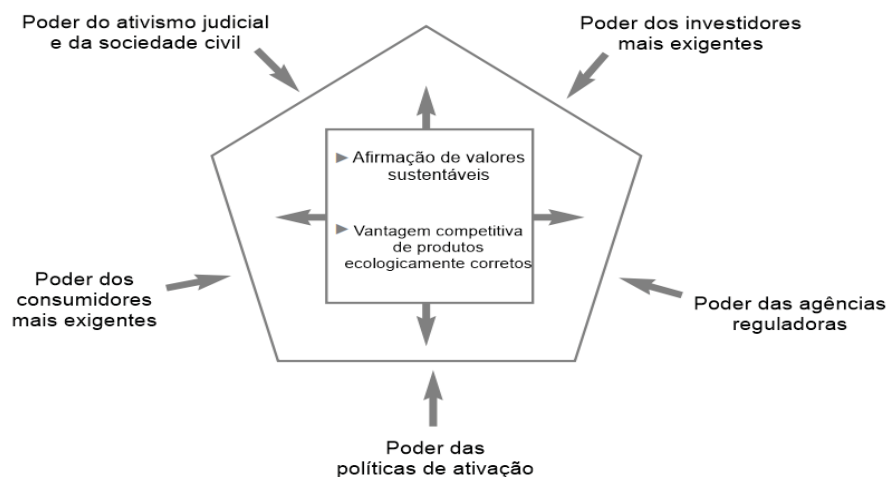 Poder do ativismo judicial
e da sociedade civil
Poder dos investidores
mais exigentes
Afirmação de valores
sustentáveis
Vantagem competitiva
de produtos
ecologicamente corretos
Poder dos
consumidores
mais exigentes
Poder das agências
reguladoras
Poder das
políticas de ativação